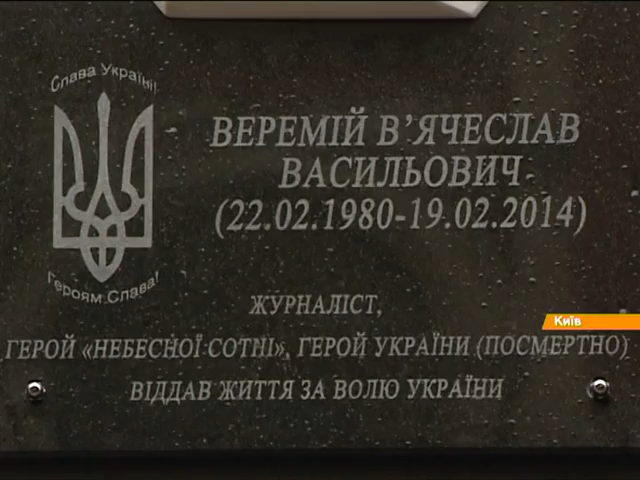 Слава Україні!
ВЕРЕМІЙ В'ЯЧЕСЛАВ
ВАСИЛЬОВИЧ
(22.02.1980-19.02.2014)
Героям Слава!
ЖУРНАЛІСТ,
Київ
ГЕРОЙ «НЕБЕСНОЇ СОТНІ», ГЕРОЙ УКРАЇНИ (ПОСМЕРТНО)
ВІДДАВ ЖИТТЯ ЗА ВОЛЮ УКРАЇНИ